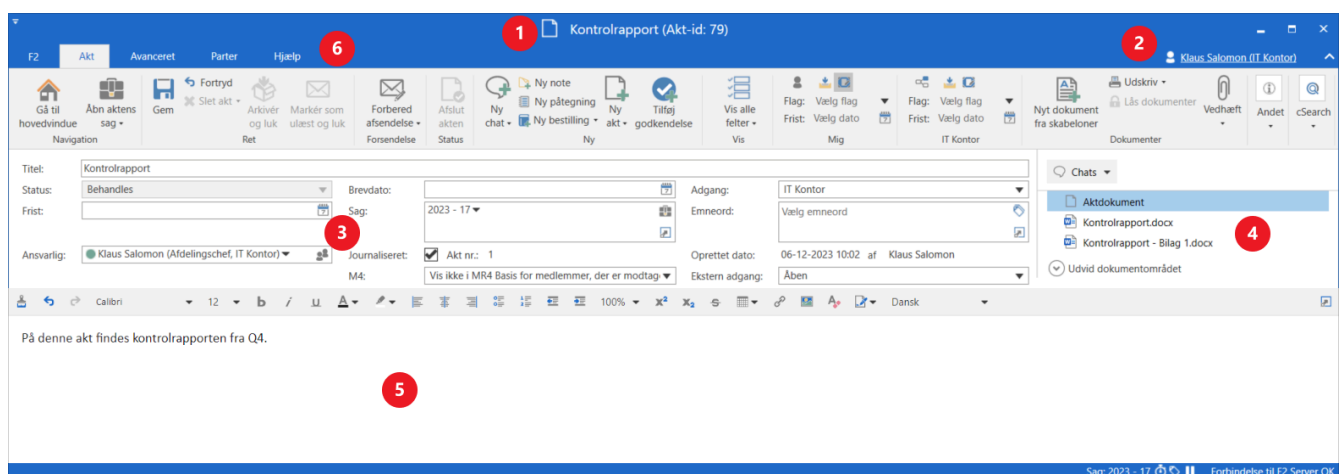 1 Kontrolrapport (Akt-id: 79)
F2 Akt Avanceret Parter Hjælp 6 2 Klaus Salomon (IT Kontor)
Gå til hovedvindue
Åbn aktens sag
Navigation
Gem
Fortryd
Slet akt
Arkivér og luk
Markér som ulæst og luk
Ret
Forbered afsendelse
Forsendelse
Afslut akten
Status
Ny chat
Ny note
Ny påtegning
Ny bestilling
Ny akt
Tilføj godkendelse
Ny
Vis alle felter
Vis
Flag: Vælg flag
Frist: Vælg dato
Mig
Flag: Vælg flag
Frist: Vælg dato
IT Kontor
Nyt dokument fra skabeloner
Udskriv
Lås dokumenter
Vedhæft
Dokumenter
Andet
cSearch
Titel: Kontrolrapport
Status: Behandles Brevdato: Adgang: IT Kontor
Frist: Sag: 2023 - 17 Emneord: Vælg emneord
3
Ansvarlig: Klaus Salomon (Afdelingschef, IT Kontor) Journaliseret: Akt nr.: 1 Oprettet dato: 06-12-2023 10:02 af Klaus Salomon
M4: Vis ikke i MR4 Basis for medlemmer, der er modtag Ekstern adgang: Åben
Chats
Aktdokument
Kontrolrapport.docx
4
Kontrolrapport - Bilag 1.docx
Udvid dokumentområdet
Calibri 12 b i u A 100% x² x₂ S Dansk
På denne akt findes kontrolrapporten fra Q4.
5
Sag: 2023 - 17 Forbindelse til F2 Server OK